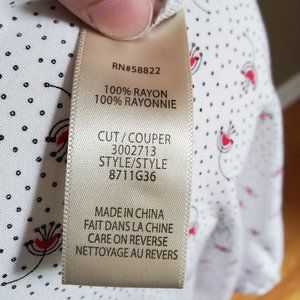 RN#58822
100% RAYON
100% RAYONNIE
CUT / COUPER
3002713
STYLE/STYLE
8711G36
MADE IN CHINA
FAIT DANS LA CHINE
CARE ON REVERSE
NETTOYAGE AU REVERS